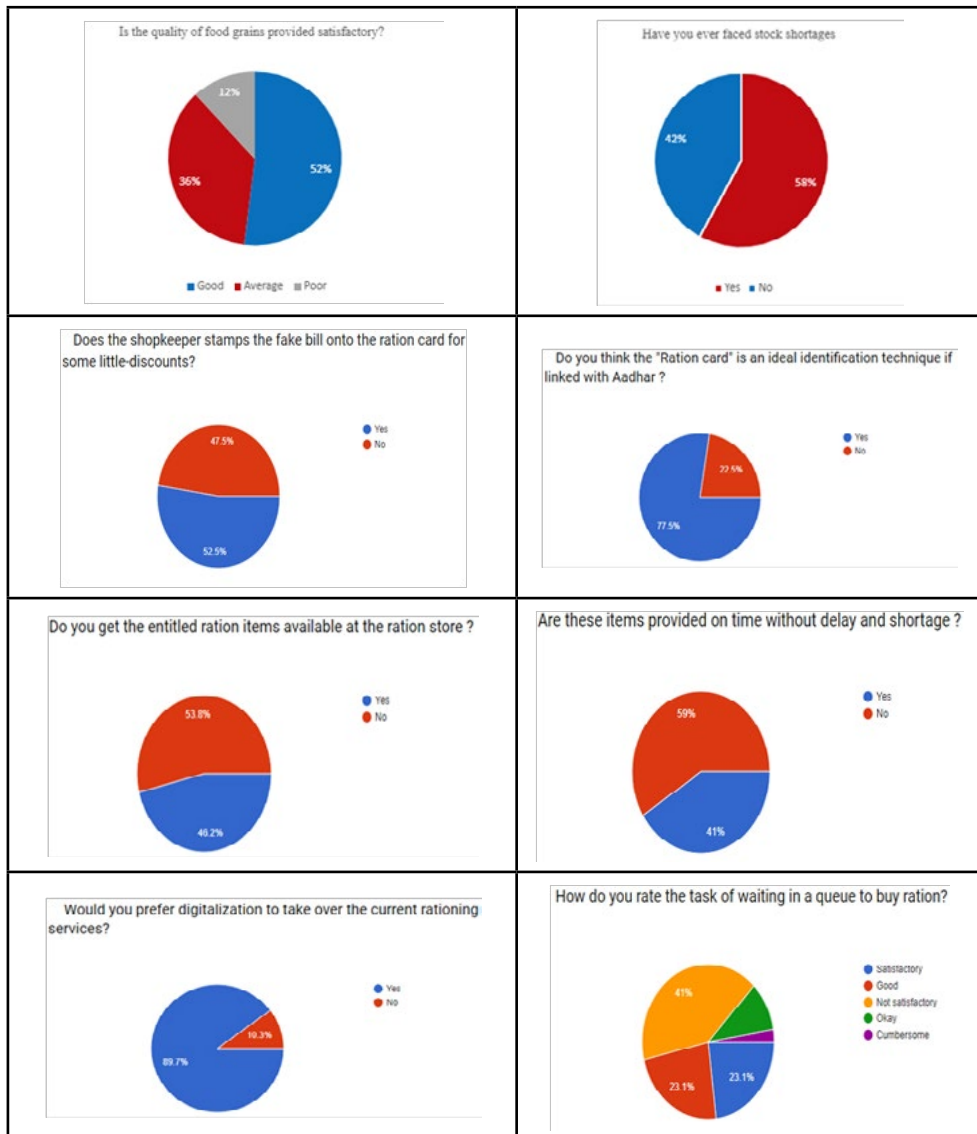 Is the quality of food grains provided satisfactory?
12%
36%
52%
Good Average Poor
Have you ever faced stock shortages
42%
58%
Yes No
Does the shopkeeper stamps the fake bill onto the ration card for
some little-discounts?
47.5%
52.5%
Yes
No
Do you think the "Ration card" is an ideal identification technique if
linked with Aadhar ?
22.5%
77.5%
Yes
No
Do you get the entitled ration items available at the ration store ?
53.8%
46.2%
Yes
No
Are these items provided on time without delay and shortage ?
59%
41%
Yes
No
Would you prefer digitalization to take over the current rationing
services?
10.3%
89.7%
Yes
No
How do you rate the task of waiting in a queue to buy ration?
41%
23.1%
23.1%
Satisfactory
Good
Not satisfactory
Okay
Cumbersome